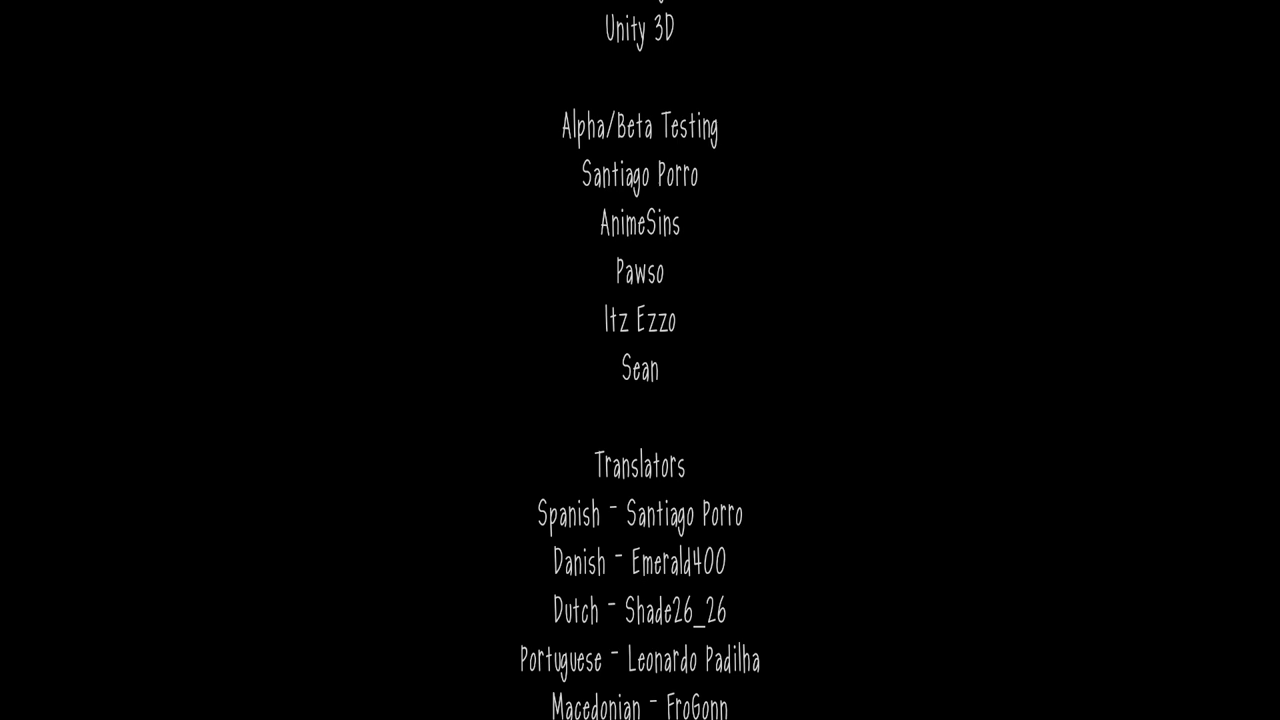 Unity 3D
Alpha/Beta Testing
Santiago Porro
AnimeSins
Pawso
Itz Ezzo
Sean
Translators
Spanish - Santiago Porro
Danish - Emerald400
Dutch - Shade26_26
Portuguese - Leonardo Padilha
Macedonian - FroGonn